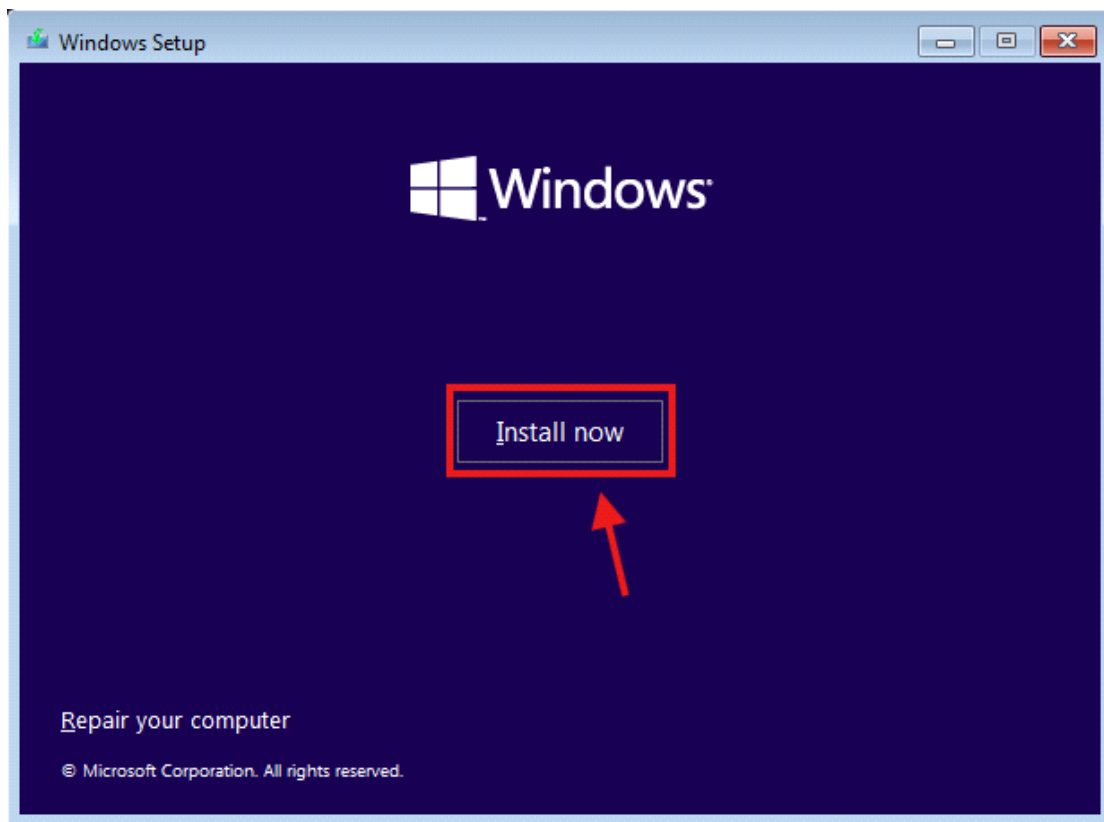 Windows Setup
Windows
Install now
Repair your computer
© Microsoft Corporation. All rights reserved.